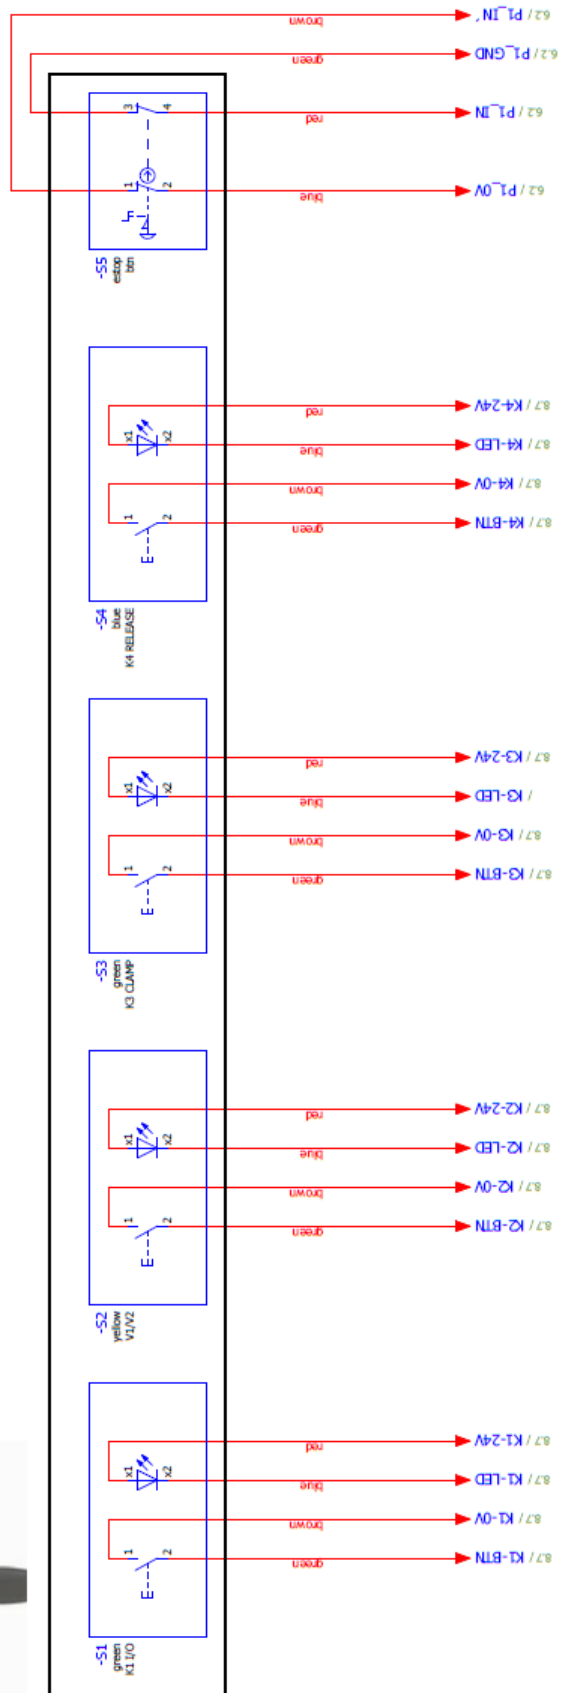 brown
P1_IN' / 6.2
green
P1_GND / 6.2
3
4
red
P1_IN / 6.2
1
2
blue
P1_0V / 6.2
-S5
estop
btn
red
K4-24V / 8.7
x1
x2
blue
K4-LED / 8.7
brown
K4-0V / 8.7
1
2
green
K4-BTN / 8.7
-S4
blue
K4 RELEASE
red
K3-24V / 8.7
x1
x2
blue
K3-LED /
brown
K3-0V / 8.7
1
2
green
K3-BTN / 8.7
-S3
green
K3 CLAMP
red
K2-24V / 8.7
x1
x2
blue
K2-LED / 8.7
brown
K2-0V / 8.7
1
2
green
K2-BTN / 8.7
-S2
yellow
V1/V2
red
K1-24V / 8.7
x1
x2
blue
K1-LED / 8.7
brown
K1-0V / 8.7
1
2
green
K1-BTN / 8.7
-S1
green
K1 I/O